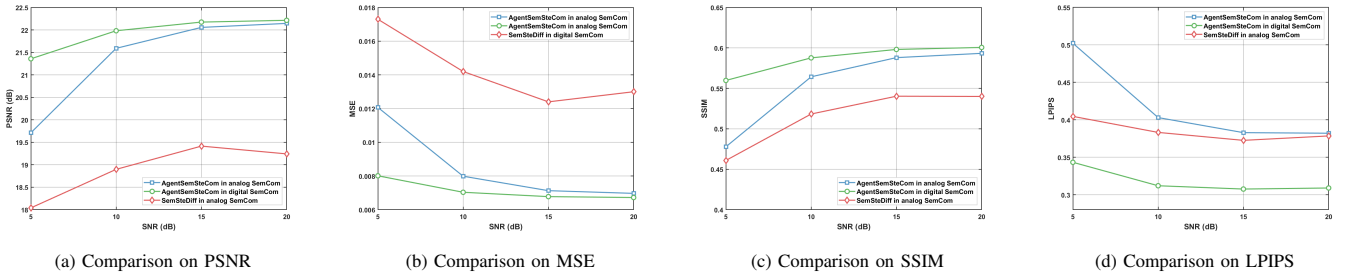 22.5
22
21.5
21
20.5
20
19.5
19
18.5
18
PSNR (dB)
5
10
15
20
SNR (dB)
AgentSemSteCom in analog SemCom
AgentSemSteCom in digital SemCom
SemSteDiff in analog SemCom
(a) Comparison on PSNR
0.018
0.016
0.014
0.012
0.01
0.008
0.006
MSE
5
10
15
20
SNR (dB)
AgentSemSteCom in analog SemCom
AgentSemSteCom in analog SemCom
SemSteDiff in digital SemCom
(b) Comparison on MSE
0.65
0.6
0.55
0.5
0.45
0.4
SSIM
5
10
15
20
SNR (dB)
AgentSemSteCom in analog SemCom
AgentSemSteCom in digital SemCom
SemSteDiff in analog SemCom
(c) Comparison on SSIM
0.55
0.5
0.45
0.4
0.35
0.3
LPIPS
5
10
15
20
SNR (dB)
AgentSemSteCom in analog SemCom
AgentSemSteCom in digital SemCom
SemSteDiff in analog SemCom
(d) Comparison on LPIPS